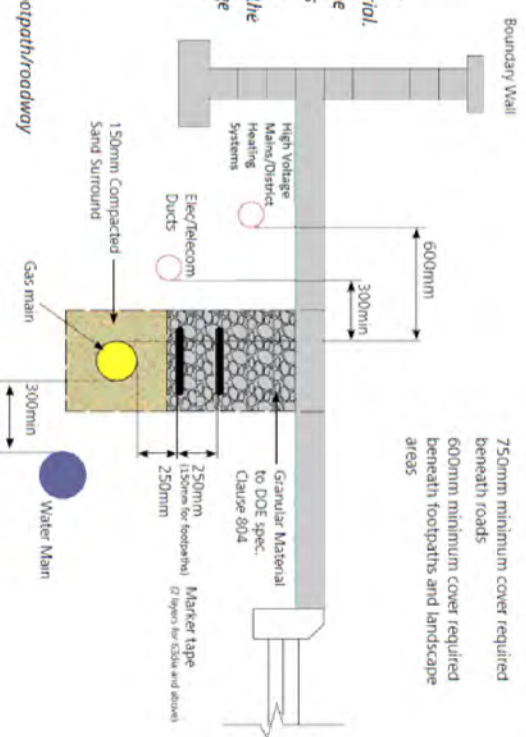 Boundary Wall
750mm minimum cover required
beneath roads
600mm minimum cover required
beneath footpaths and landscape
areas
600mm
300min
High Voltage
Mains/District
Heating
Systems
Elec/Telecom
Ducts
150mm Compacted
Sand Surround
Gas main
Granular Material
to DOE spec.
Clause 804
250mm
(150mm for footpaths)
250mm
Marker tape
(2 layers for 63dia and above)
300min
Water Main
the
otpath/roadway